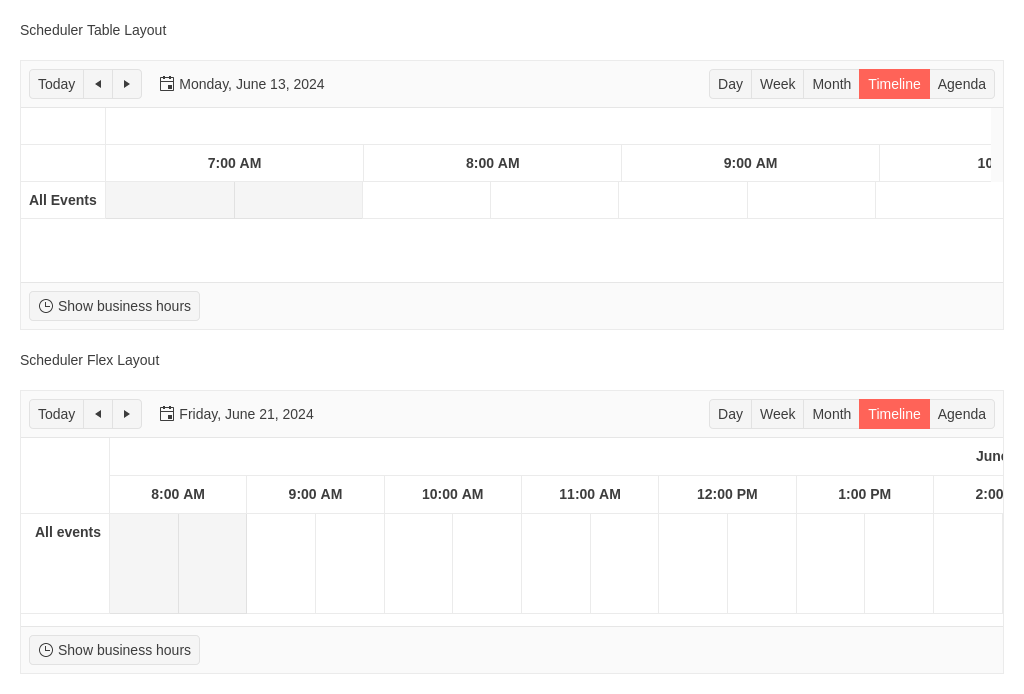 Scheduler Table Layout
Today Monday, June 13, 2024 Day Week Month Timeline Agenda
7:00 AM 8:00 AM 9:00 AM 10
All Events
Show business hours
Scheduler Flex Layout
Today Friday, June 21, 2024 Day Week Month Timeline Agenda
June
8:00 AM 9:00 AM 10:00 AM 11:00 AM 12:00 PM 1:00 PM 2:00
All events
Show business hours